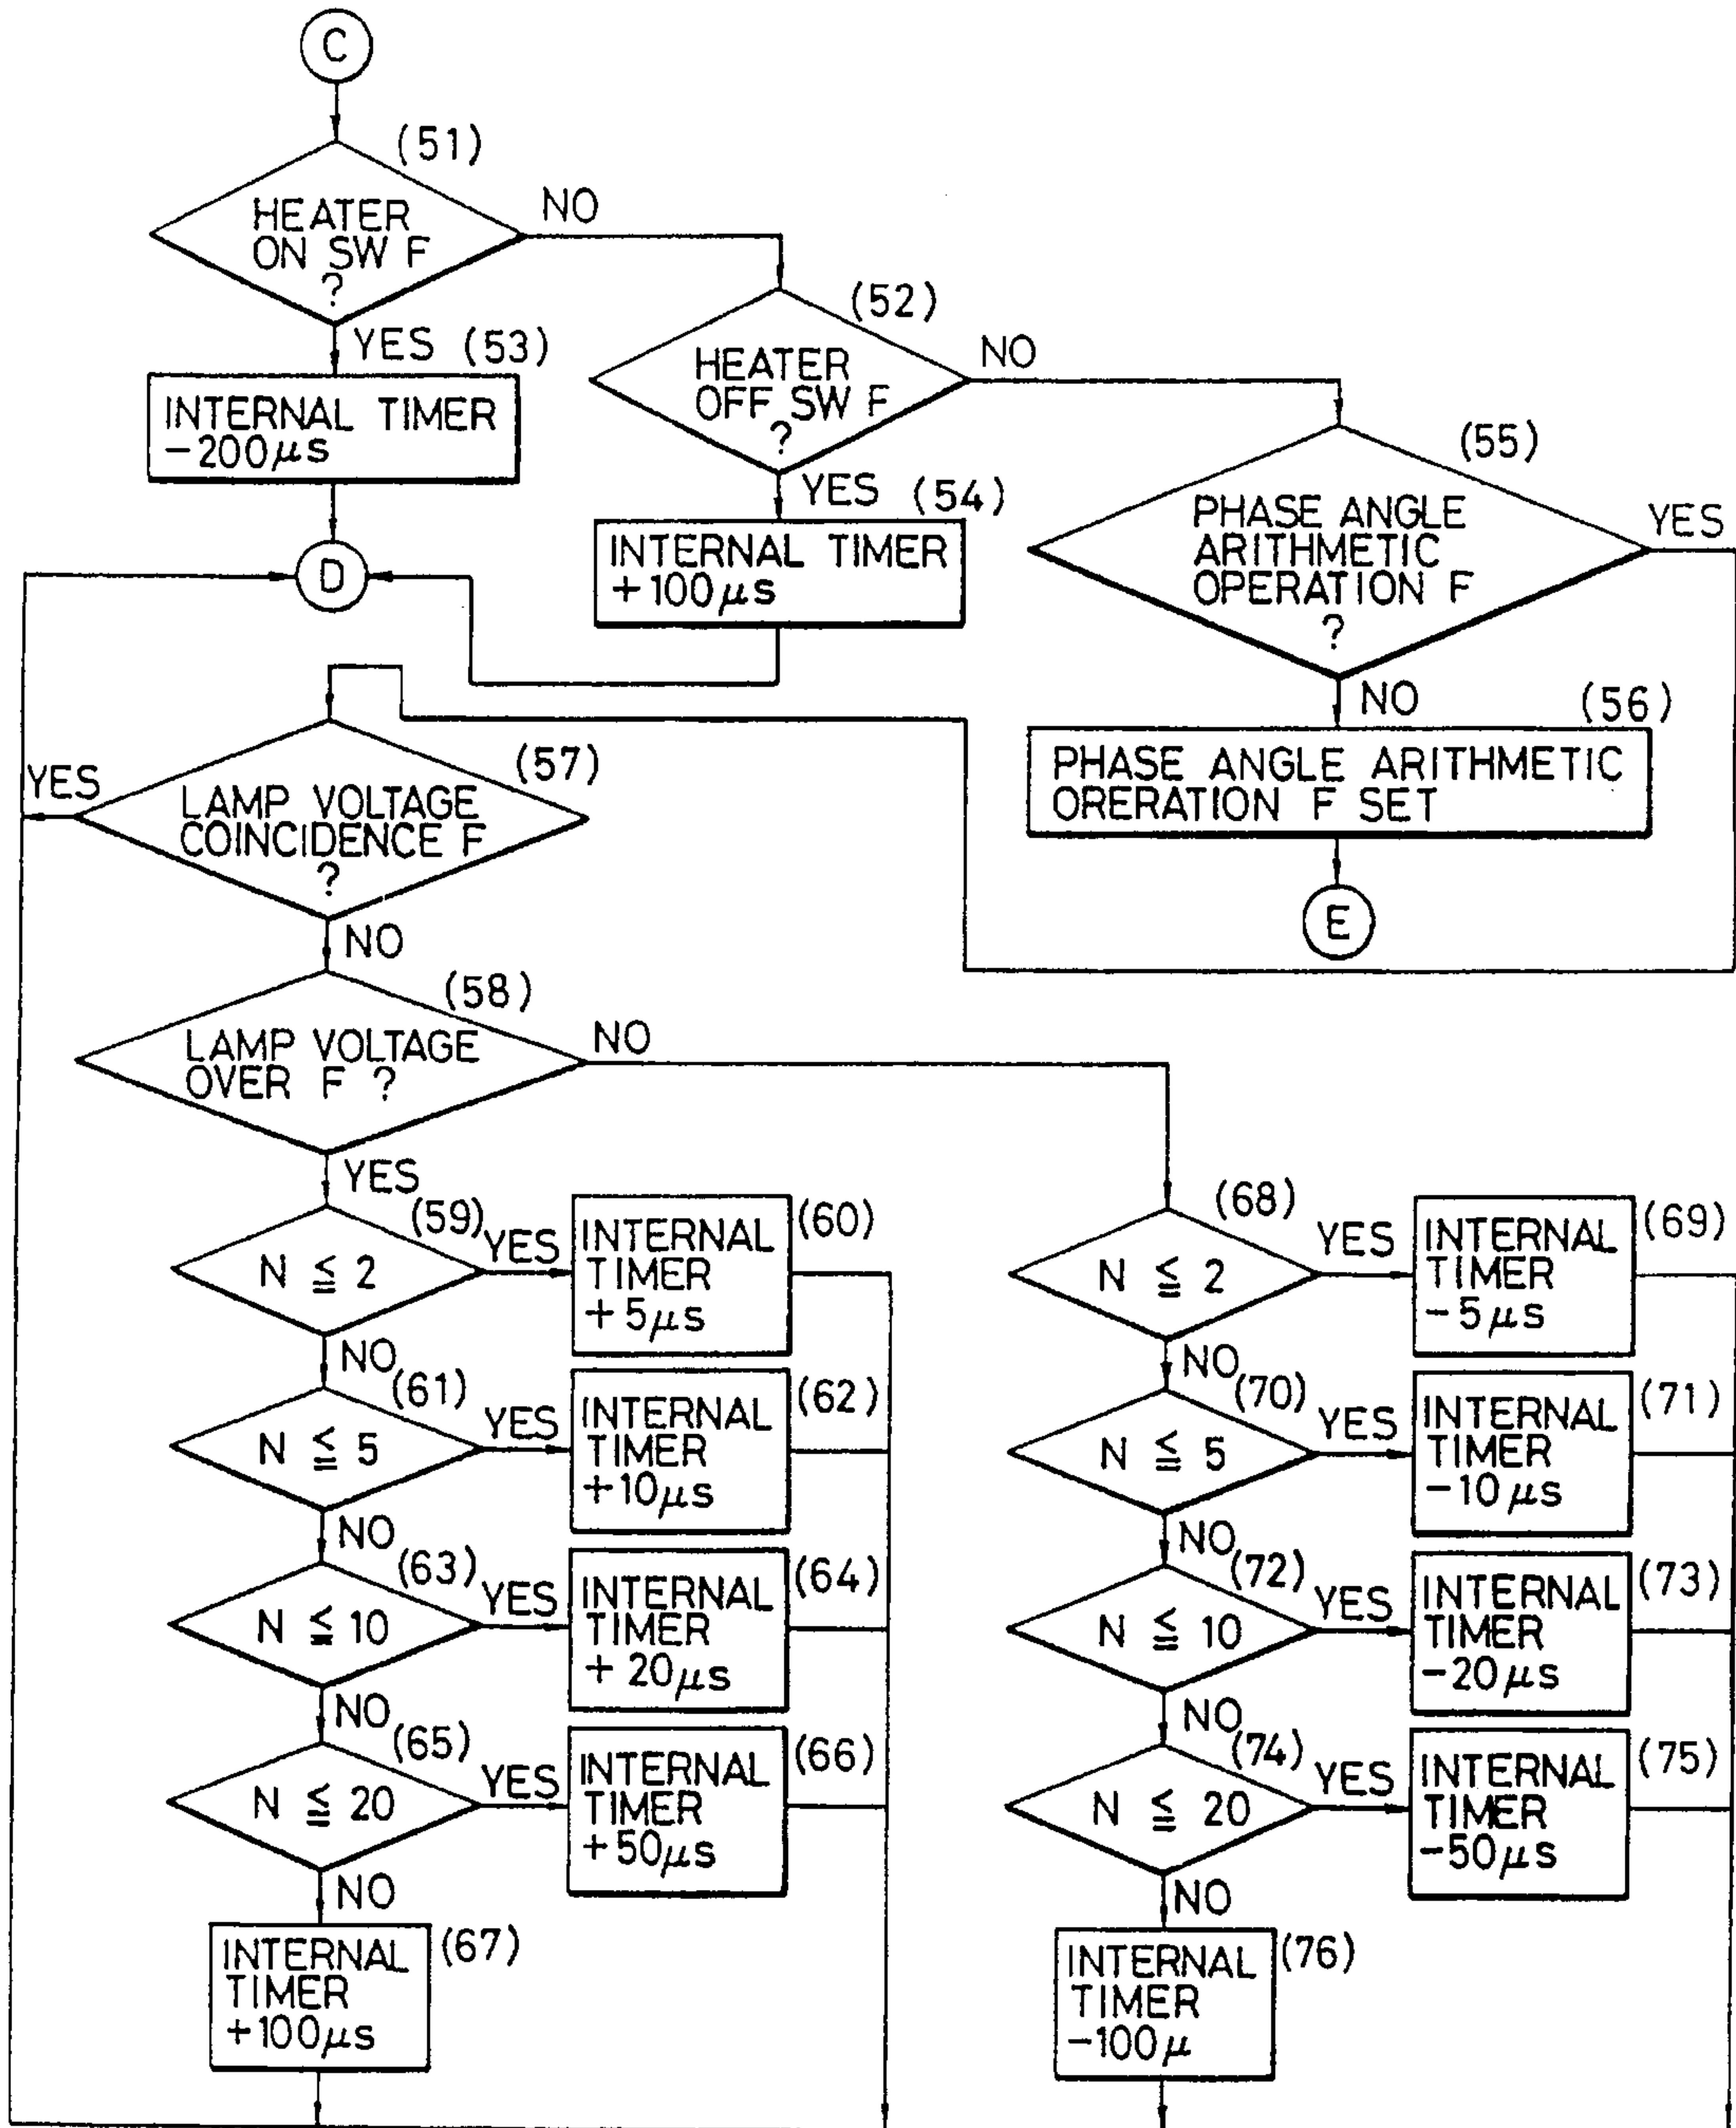 C
(51)
HEATER
ON SW F
?
NO
YES (53)
INTERNAL TIMER
-200μs
D
(52)
HEATER
OFF SW F
?
NO
YES (54)
INTERNAL TIMER
+100μs
(55)
PHASE ANGLE
ARITHMETIC
OPERATION F
?
YES
NO
(56)
PHASE ANGLE ARITHMETIC
ORERATION F SET
E
(57)
LAMP VOLTAGE
COINCIDENCE F
?
YES
NO
(58)
LAMP VOLTAGE
OVER F ?
NO
YES
(59)
N ≦ 2
YES
INTERNAL
TIMER
+5μs
(60)
NO
(61)
N ≦ 5
YES
INTERNAL
TIMER
+10μs
(62)
NO
(63)
N ≦ 10
YES
INTERNAL
TIMER
+20μs
(64)
NO
(65)
N ≦ 20
YES
INTERNAL
TIMER
+50μs
(66)
NO
INTERNAL
TIMER
+100μs
(67)
(68)
N ≦ 2
YES
INTERNAL
TIMER
-5μs
(69)
NO
(70)
N ≦ 5
YES
INTERNAL
TIMER
-10μs
(71)
NO
(72)
N ≦ 10
YES
INTERNAL
TIMER
-20μs
(73)
NO
(74)
N ≦ 20
YES
INTERNAL
TIMER
-50μs
(75)
NO
INTERNAL
TIMER
-100μ
(76)